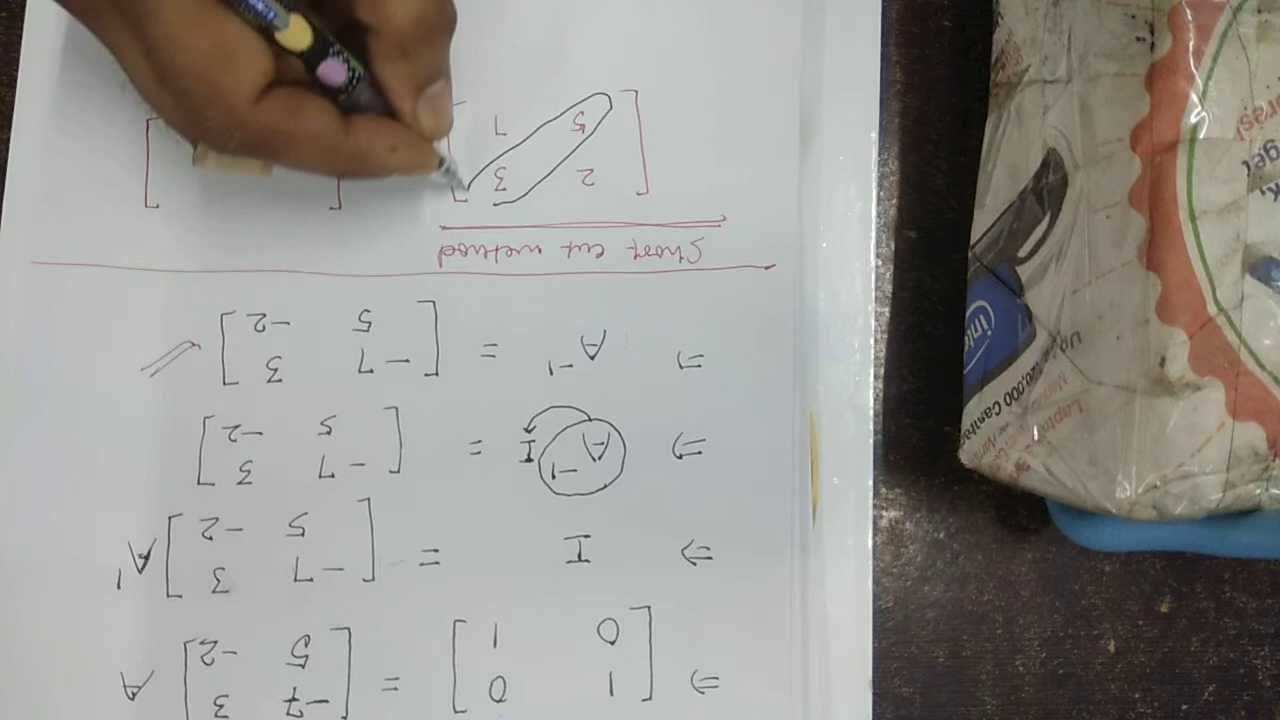 ⇒ [ 1 0 ] = [ -7 3 ] A
[ 0 1 ] [ 5 -2 ]
⇒ I = [ -7 3 ] A'
[ 5 -2 ]
⇒ A⁻¹ I = [ -7 3 ]
[ 5 -2 ]
⇒ A⁻¹ = [ -7 3 ]
[ 5 -2 ]
Short cut method
[ 2 3 ] [ ]
[ 5 7 ]
inte